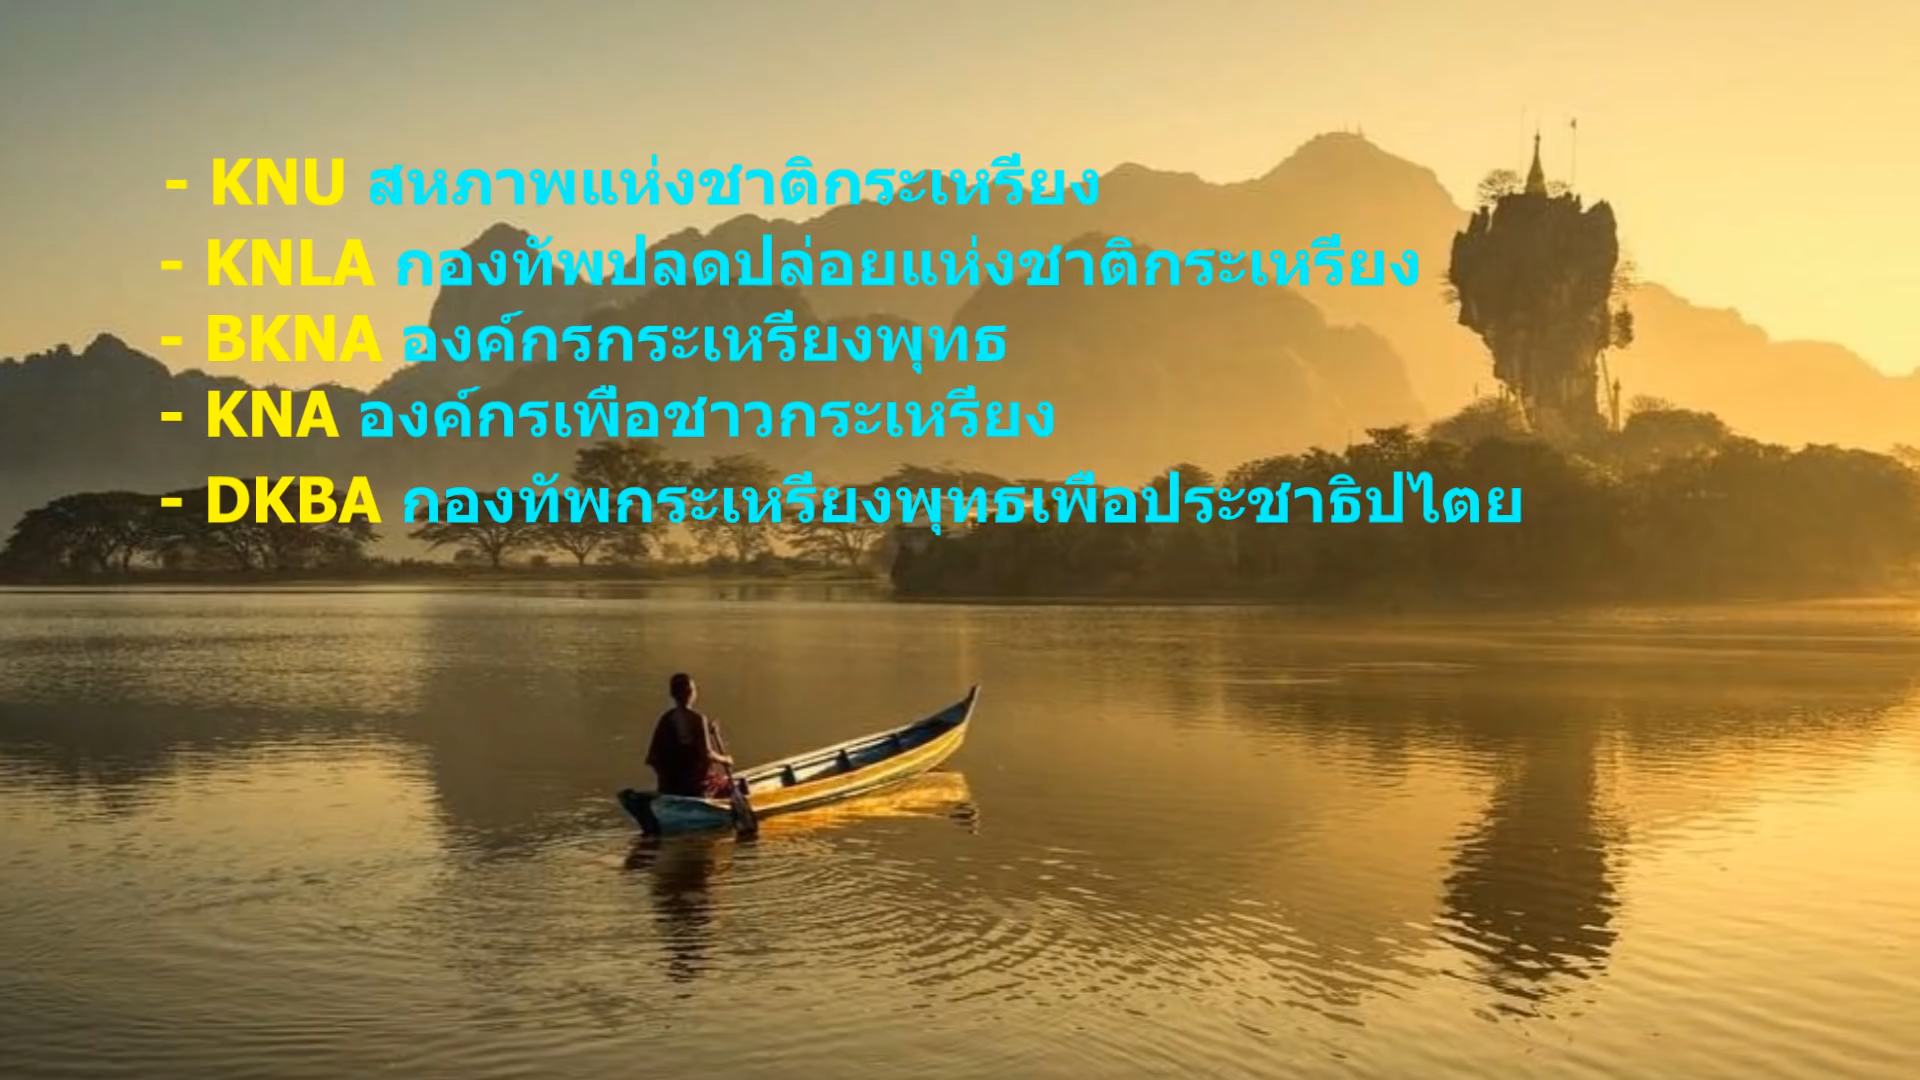 - KNU สหภาพแห่งชาติกระเหรี่ยง
- KNLA กองทัพปลดปล่อยแห่งชาติกระเหรี่ยง
- BKNA องค์กรกระเหรี่ยงพุทธ
- KNA องค์กรเพื่อชาวกระเหรี่ยง
- DKBA กองทัพกระเหรี่ยงพุทธเพื่อประชาธิปไตย